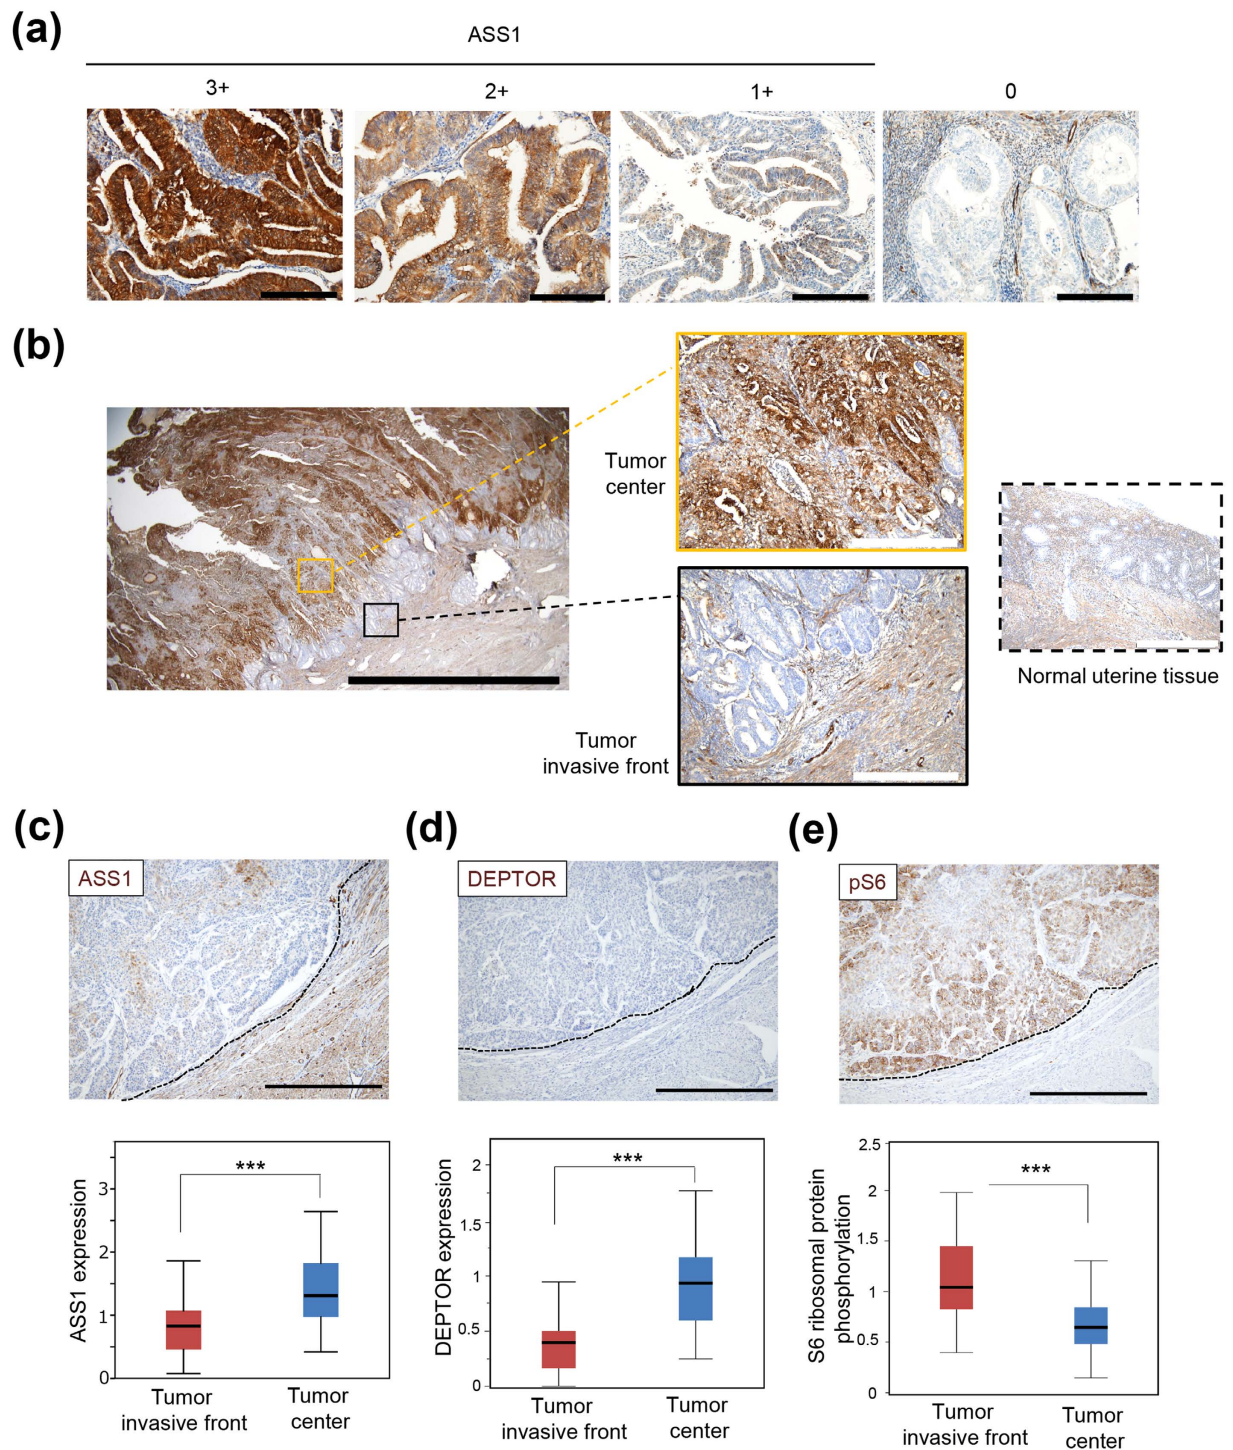 (a)
ASS1
3+
2+
1+
0
(b)
Tumor
center
Tumor
invasive front
Normal uterine tissue
(c)
ASS1
***
ASS1 expression
3
2
1
0
Tumor
invasive front
Tumor
center
(d)
DEPTOR
***
DEPTOR expression
2
1.5
1
0.5
0
Tumor
invasive front
Tumor
center
(e)
pS6
***
S6 ribosomal protein
phosphorylation
2.5
2
1.5
1
0.5
0
Tumor
invasive front
Tumor
center